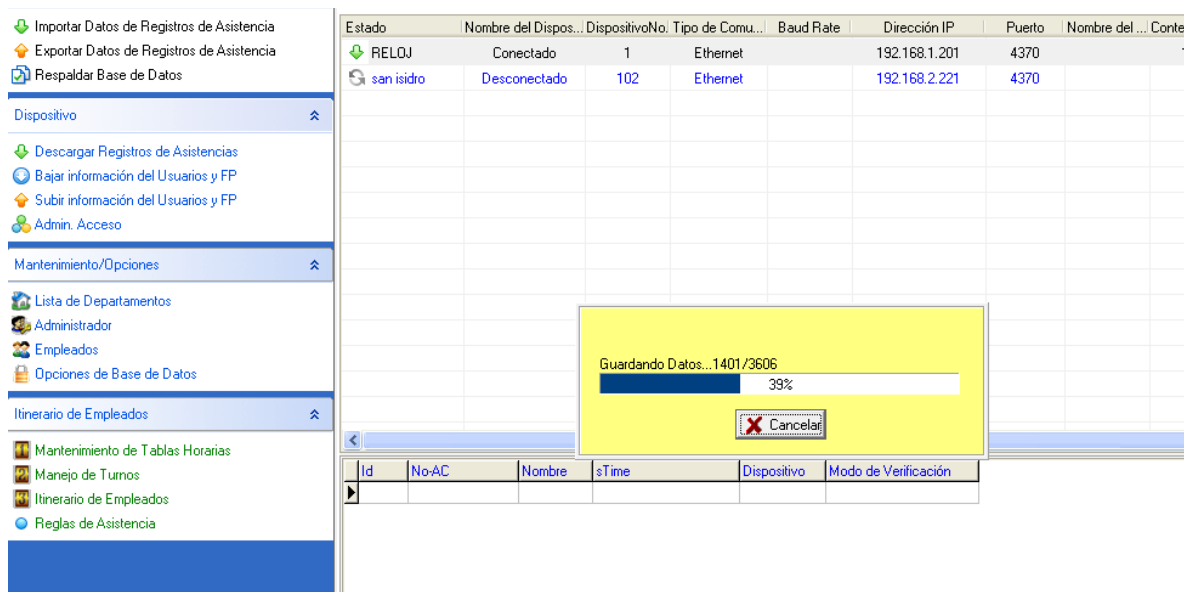 Importar Datos de Registros de Asistencia
Exportar Datos de Registros de Asistencia
Respaldar Base de Datos
Dispositivo
Descargar Registros de Asistencias
Bajar información del Usuarios y FP
Subir información del Usuarios y FP
Admin. Acceso
Mantenimiento/Opciones
Lista de Departamentos
Administrador
Empleados
Opciones de Base de Datos
Itinerario de Empleados
Mantenimiento de Tablas Horarias
Manejo de Turnos
Itinerario de Empleados
Reglas de Asistencia
Estado Nombre del Dispos... DispositivoNo. Tipo de Comu... Baud Rate Dirección IP Puerto Nombre del ... Conte
RELOJ Conectado 1 Ethernet 192.168.1.201 4370
san isidro Desconectado 102 Ethernet 192.168.2.221 4370
Guardando Datos...1401/3606
39%
Cancelar
Id No-AC Nombre sTime Dispositivo Modo de Verificación